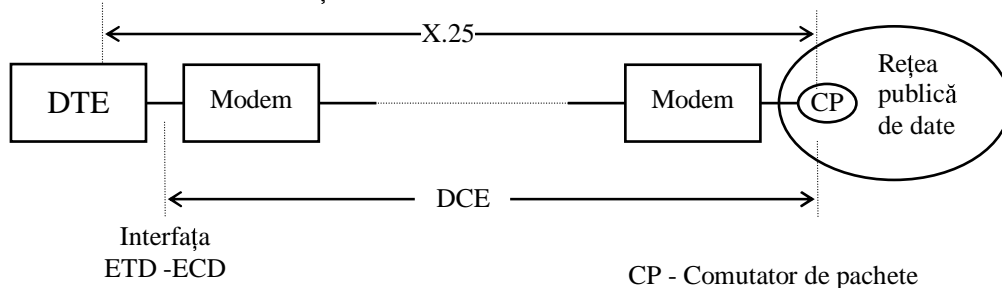 X.25
DTE
Modem
Modem
CP
Rețea
publică
de date
DCE
Interfața
ETD -ECD
CP - Comutator de pachete